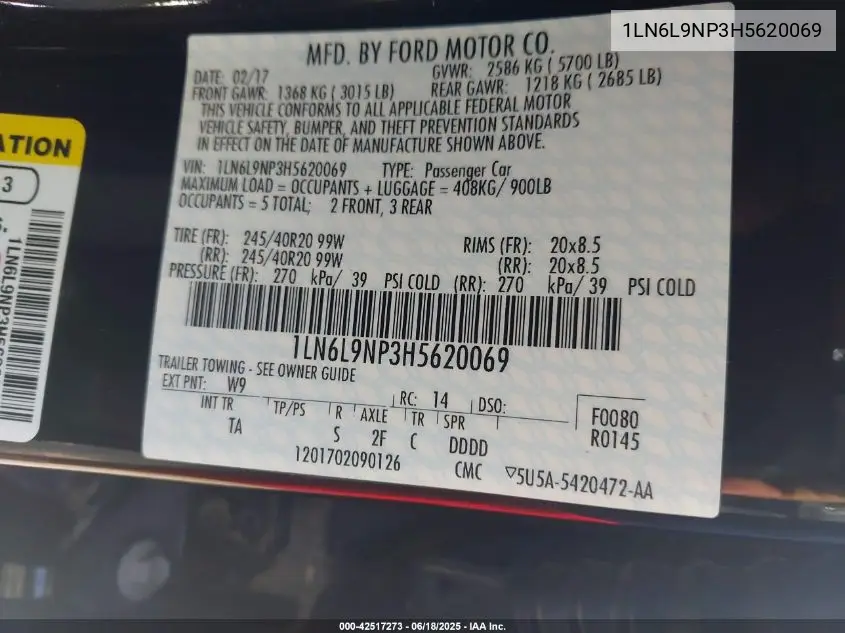 1LN6L9NP3H5620069
MFD. BY FORD MOTOR CO.
DATE: 02/17 GVWR: 2586 KG ( 5700 LB)
FRONT GAWR: 1368 KG ( 3015 LB) REAR GAWR: 1218 KG ( 2685 LB)
THIS VEHICLE CONFORMS TO ALL APPLICABLE FEDERAL MOTOR
VEHICLE SAFETY, BUMPER, AND THEFT PREVENTION STANDARDS
IN EFFECT ON THE DATE OF MANUFACTURE SHOWN ABOVE.
VIN: 1LN6L9NP3H5620069 TYPE: Passenger Car
MAXIMUM LOAD = OCCUPANTS + LUGGAGE = 408KG/ 900LB
OCCUPANTS = 5 TOTAL; 2 FRONT, 3 REAR
TIRE (FR): 245/40R20 99W RIMS (FR): 20x8.5
(RR): 245/40R20 99W (RR): 20x8.5
PRESSURE (FR): 270 kPa/ 39 PSI COLD (RR): 270 kPa/ 39 PSI COLD
1LN6L9NP3H5620069
TRAILER TOWING - SEE OWNER GUIDE
EXT PNT: W9 RC: 14 DSO:
INT TR TP/PS R AXLE TR SPR F0080
TA S 2F C DDDD R0145
1201702090126 CMC ▽5U5A-5420472-AA
ATION
3
000-42517273 - 06/18/2025 - IAA Inc.